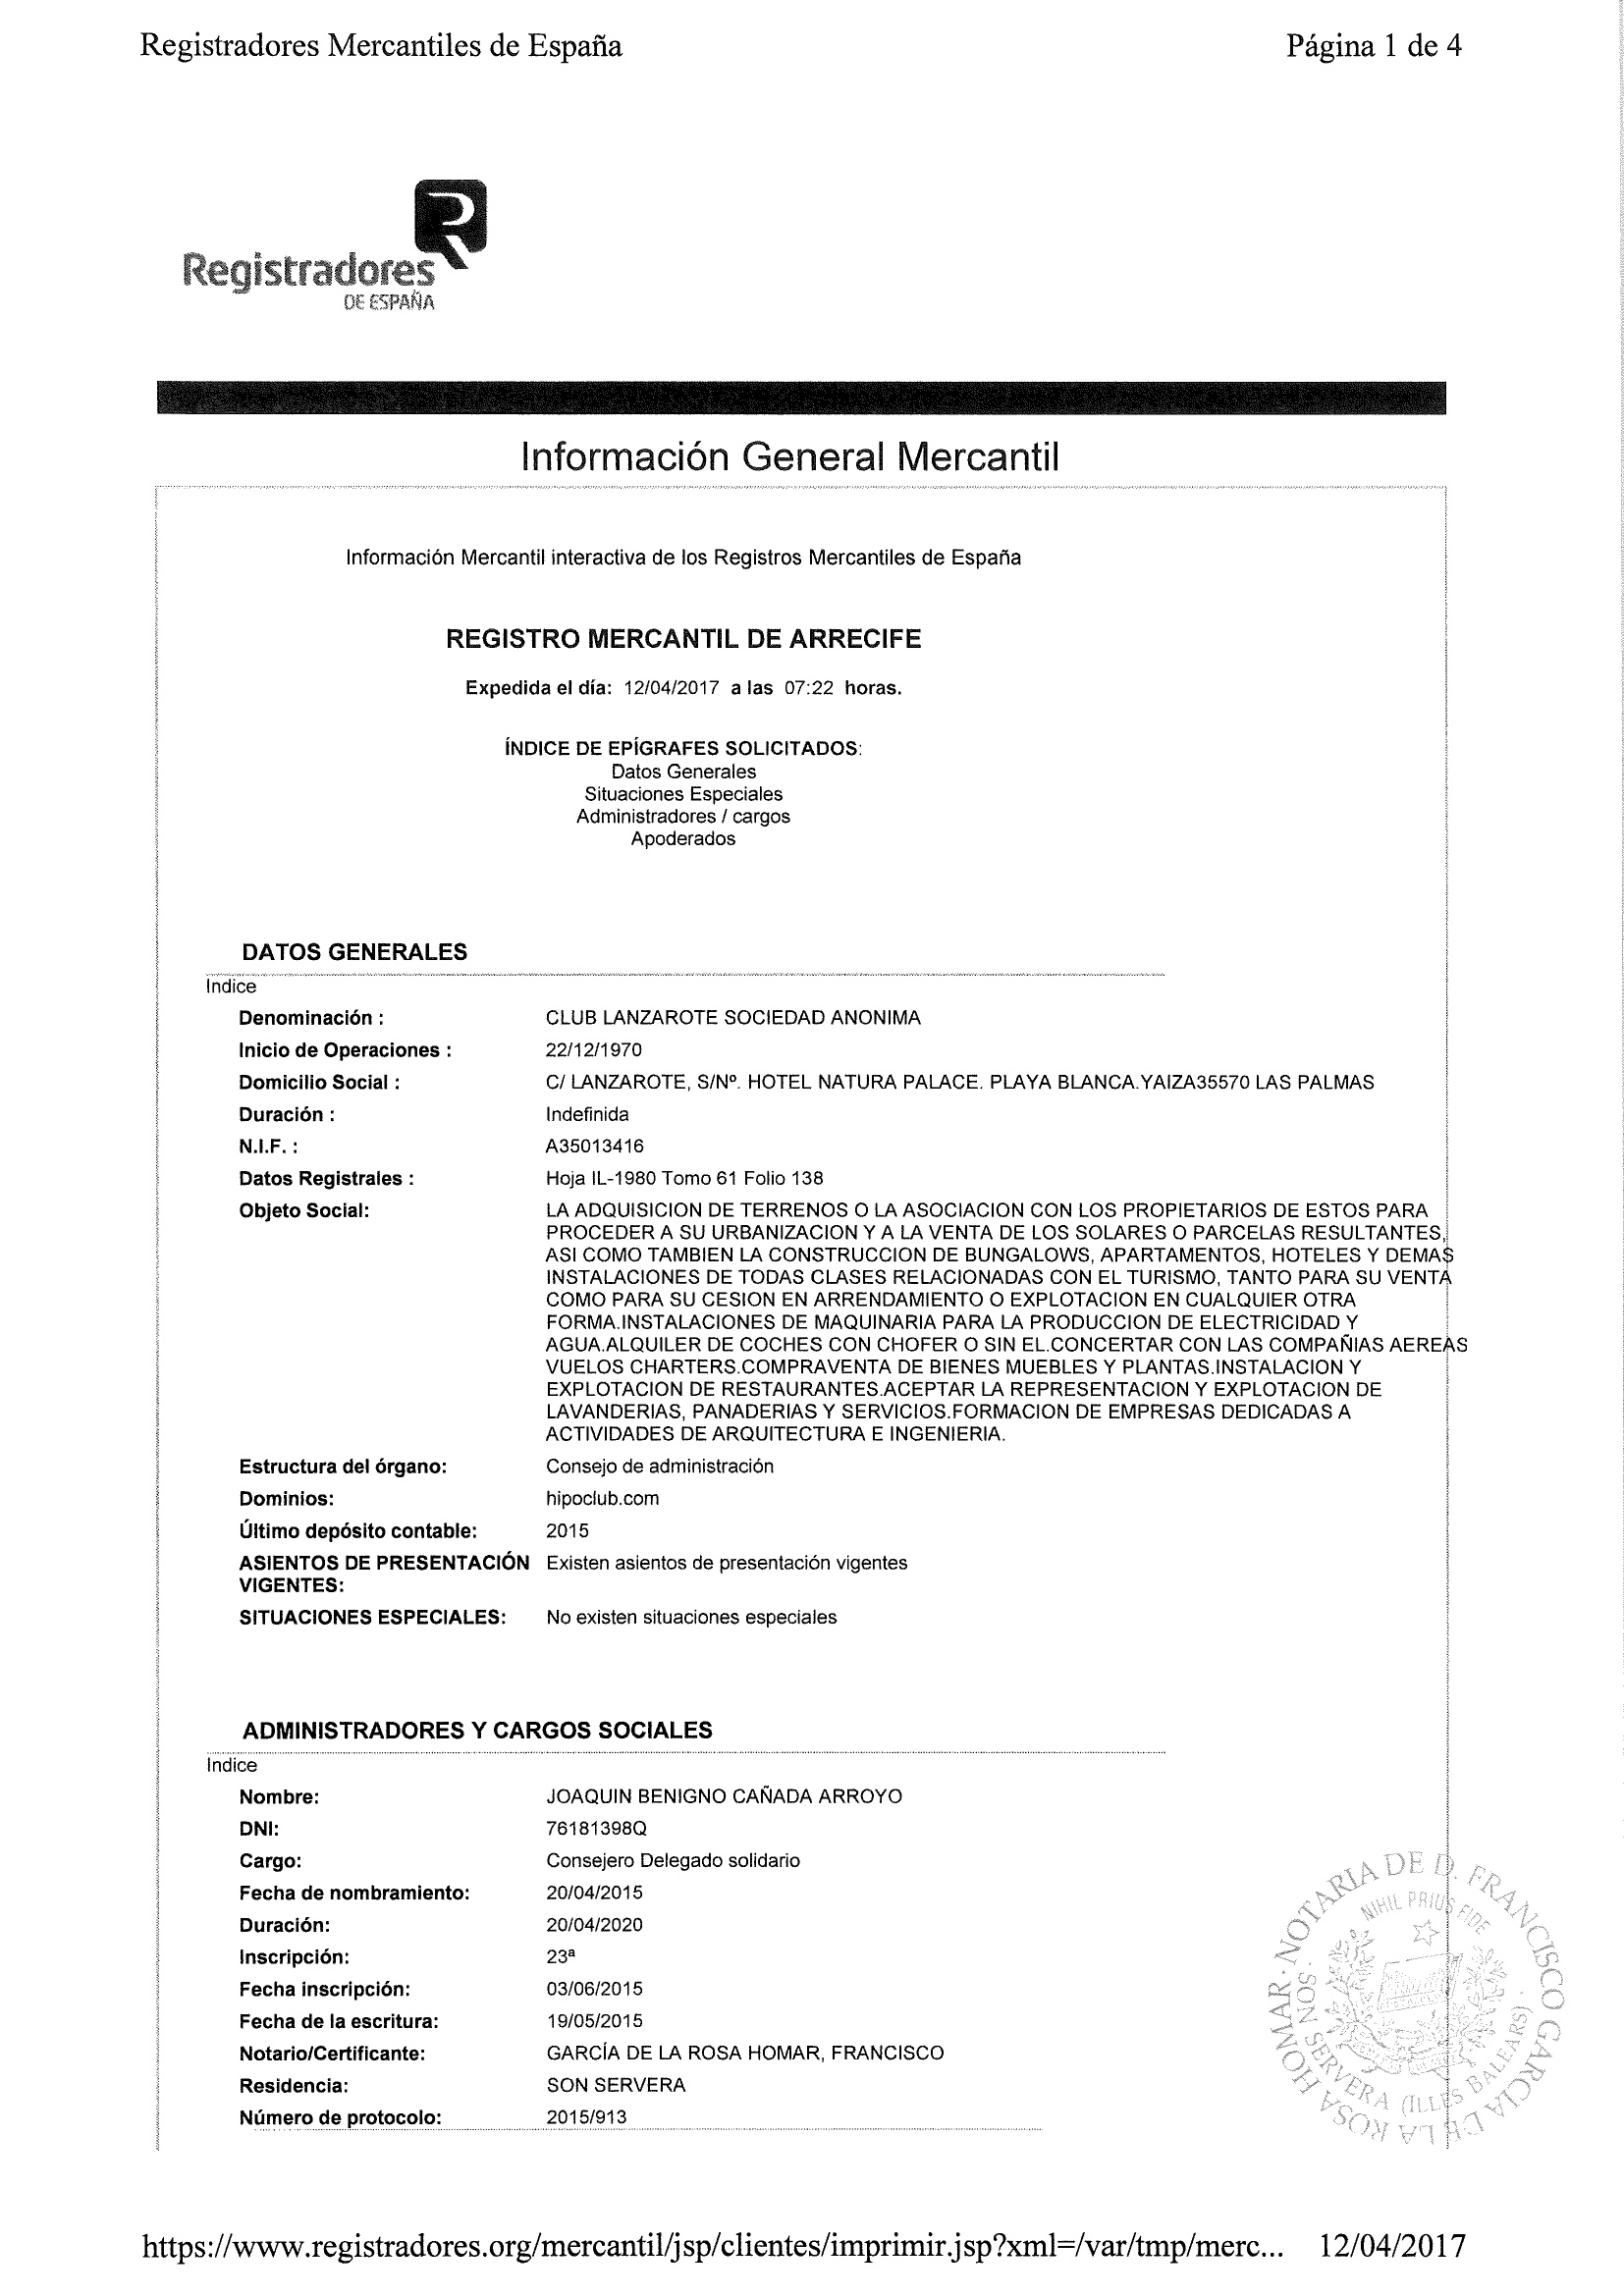 Registradores Mercantiles de España
Página 1 de 4
Registradores
DE ESPAÑA
Información General Mercantil
Información Mercantil interactiva de los Registros Mercantiles de España
REGISTRO MERCANTIL DE ARRECIFE
Expedida el día: 12/04/2017 a las 07:22 horas.
ÍNDICE DE EPÍGRAFES SOLICITADOS:
Datos Generales
Situaciones Especiales
Administradores / cargos
Apoderados
DATOS GENERALES
Indice
Denominación : CLUB LANZAROTE SOCIEDAD ANONIMA
Inicio de Operaciones : 22/12/1970
Domicilio Social : C/ LANZAROTE, S/Nº. HOTEL NATURA PALACE. PLAYA BLANCA.YAIZA35570 LAS PALMAS
Duración : Indefinida
N.I.F. : A35013416
Datos Registrales : Hoja IL-1980 Tomo 61 Folio 138
Objeto Social: LA ADQUISICION DE TERRENOS O LA ASOCIACION CON LOS PROPIETARIOS DE ESTOS PARA
PROCEDER A SU URBANIZACION Y A LA VENTA DE LOS SOLARES O PARCELAS RESULTANTES,
ASI COMO TAMBIEN LA CONSTRUCCION DE BUNGALOWS, APARTAMENTOS, HOTELES Y DEMAS
INSTALACIONES DE TODAS CLASES RELACIONADAS CON EL TURISMO, TANTO PARA SU VENTA
COMO PARA SU CESION EN ARRENDAMIENTO O EXPLOTACION EN CUALQUIER OTRA
FORMA.INSTALACIONES DE MAQUINARIA PARA LA PRODUCCION DE ELECTRICIDAD Y
AGUA.ALQUILER DE COCHES CON CHOFER O SIN EL.CONCERTAR CON LAS COMPAÑIAS AEREAS
VUELOS CHARTERS.COMPRAVENTA DE BIENES MUEBLES Y PLANTAS.INSTALACION Y
EXPLOTACION DE RESTAURANTES.ACEPTAR LA REPRESENTACION Y EXPLOTACION DE
LAVANDERIAS, PANADERIAS Y SERVICIOS.FORMACION DE EMPRESAS DEDICADAS A
ACTIVIDADES DE ARQUITECTURA E INGENIERIA.
Estructura del órgano: Consejo de administración
Dominios: hipoclub.com
Último depósito contable: 2015
ASIENTOS DE PRESENTACIÓN Existen asientos de presentación vigentes
VIGENTES:
SITUACIONES ESPECIALES: No existen situaciones especiales
ADMINISTRADORES Y CARGOS SOCIALES
Indice
Nombre: JOAQUIN BENIGNO CAÑADA ARROYO
DNI: 76181398Q
Cargo: Consejero Delegado solidario
Fecha de nombramiento: 20/04/2015
Duración: 20/04/2020
Inscripción: 23ª
Fecha inscripción: 03/06/2015
Fecha de la escritura: 19/05/2015
Notario/Certificante: GARCÍA DE LA ROSA HOMAR, FRANCISCO
Residencia: SON SERVERA
Número de protocolo: 2015/913
NOTARIA DE D. FRANCISCO GARCIA DE LA ROSA HOMAR
NIHIL PRIUS FIDE
SON SERVERA (ILLES BALEARS)
https://www.registradores.org/mercantil/jsp/clientes/imprimir.jsp?xml=/var/tmp/merc...
12/04/2017